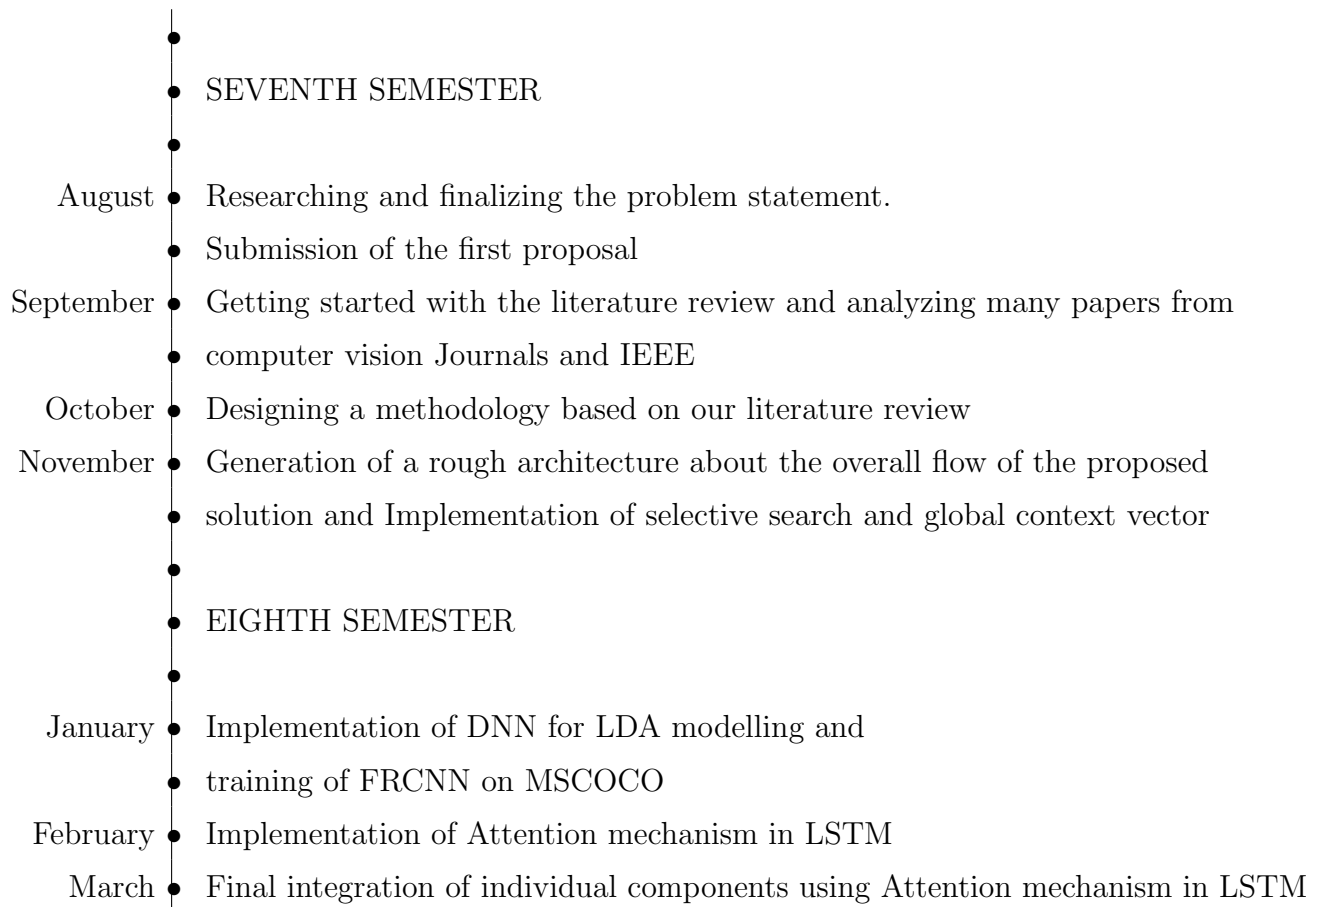 SEVENTH SEMESTER
August Researching and finalizing the problem statement.
Submission of the first proposal
September Getting started with the literature review and analyzing many papers from
computer vision Journals and IEEE
October Designing a methodology based on our literature review
November Generation of a rough architecture about the overall flow of the proposed
solution and Implementation of selective search and global context vector
EIGHTH SEMESTER
January Implementation of DNN for LDA modelling and
training of FRCNN on MSCOCO
February Implementation of Attention mechanism in LSTM
March Final integration of individual components using Attention mechanism in LSTM